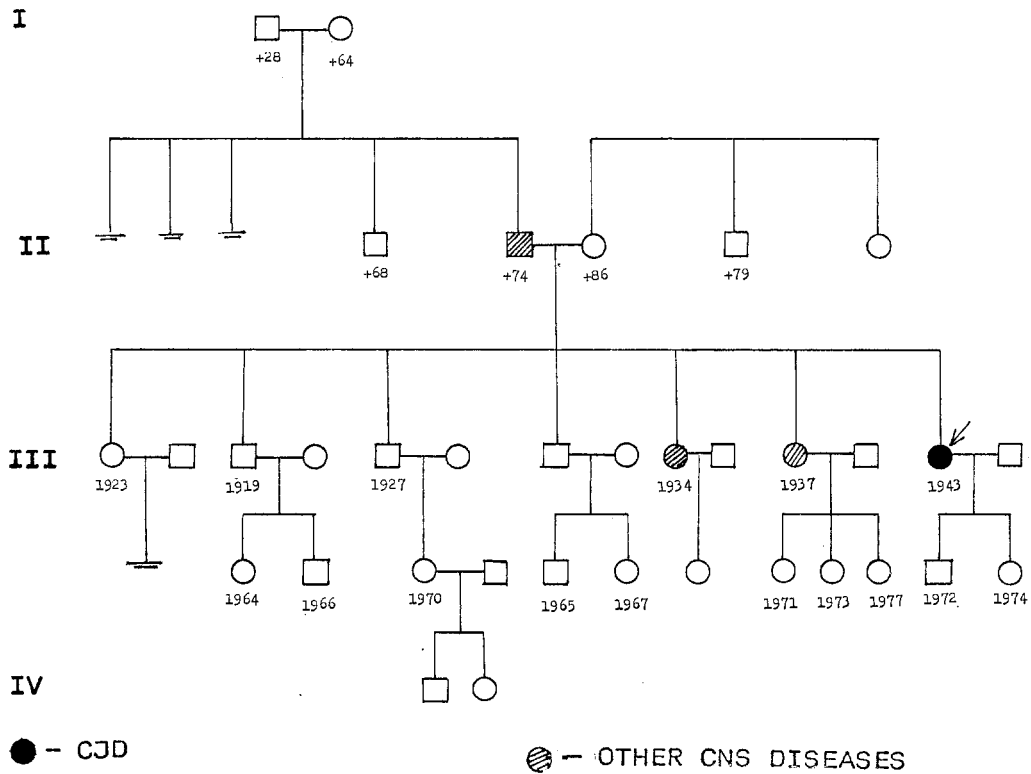 I
+28 +64
II
+68 +74 +86 +79
III
1923 1919 1927 1934 1937 1943
1964 1966 1970 1965 1967 1971 1973 1977 1972 1974
IV
- CJD
- OTHER CNS DISEASES